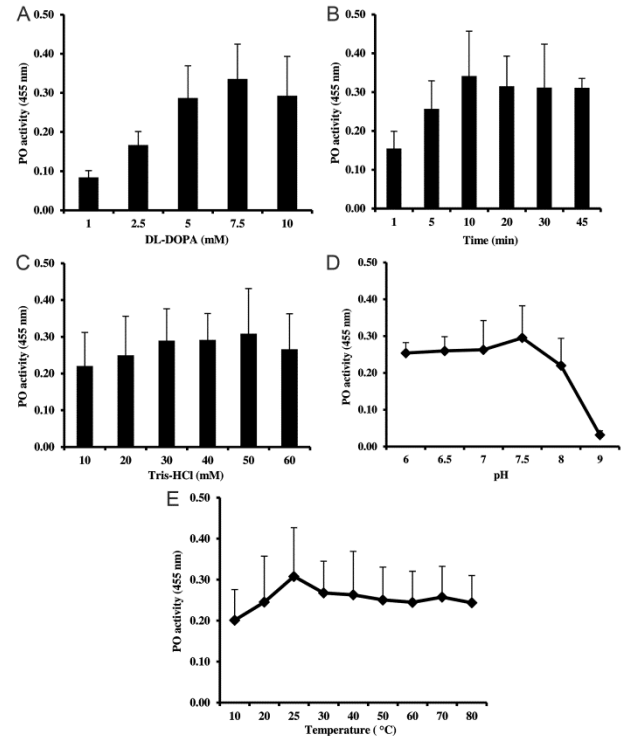 A
PO activity (455 nm)
0.50
0.40
0.30
0.20
0.10
0.00
1 2.5 5 7.5 10
DL-DOPA (mM)
B
PO activity (455 nm)
0.50
0.40
0.30
0.20
0.10
0.00
1 5 10 20 30 45
Time (min)
C
PO activity (455 nm)
0.50
0.40
0.30
0.20
0.10
0.00
10 20 30 40 50 60
Tris-HCl (mM)
D
PO activity (455 nm)
0.50
0.40
0.30
0.20
0.10
0.00
6 6.5 7 7.5 8 9
pH
E
PO activity (455 nm)
0.50
0.40
0.30
0.20
0.10
0.00
10 20 25 30 40 50 60 70 80
Temperature ( °C)